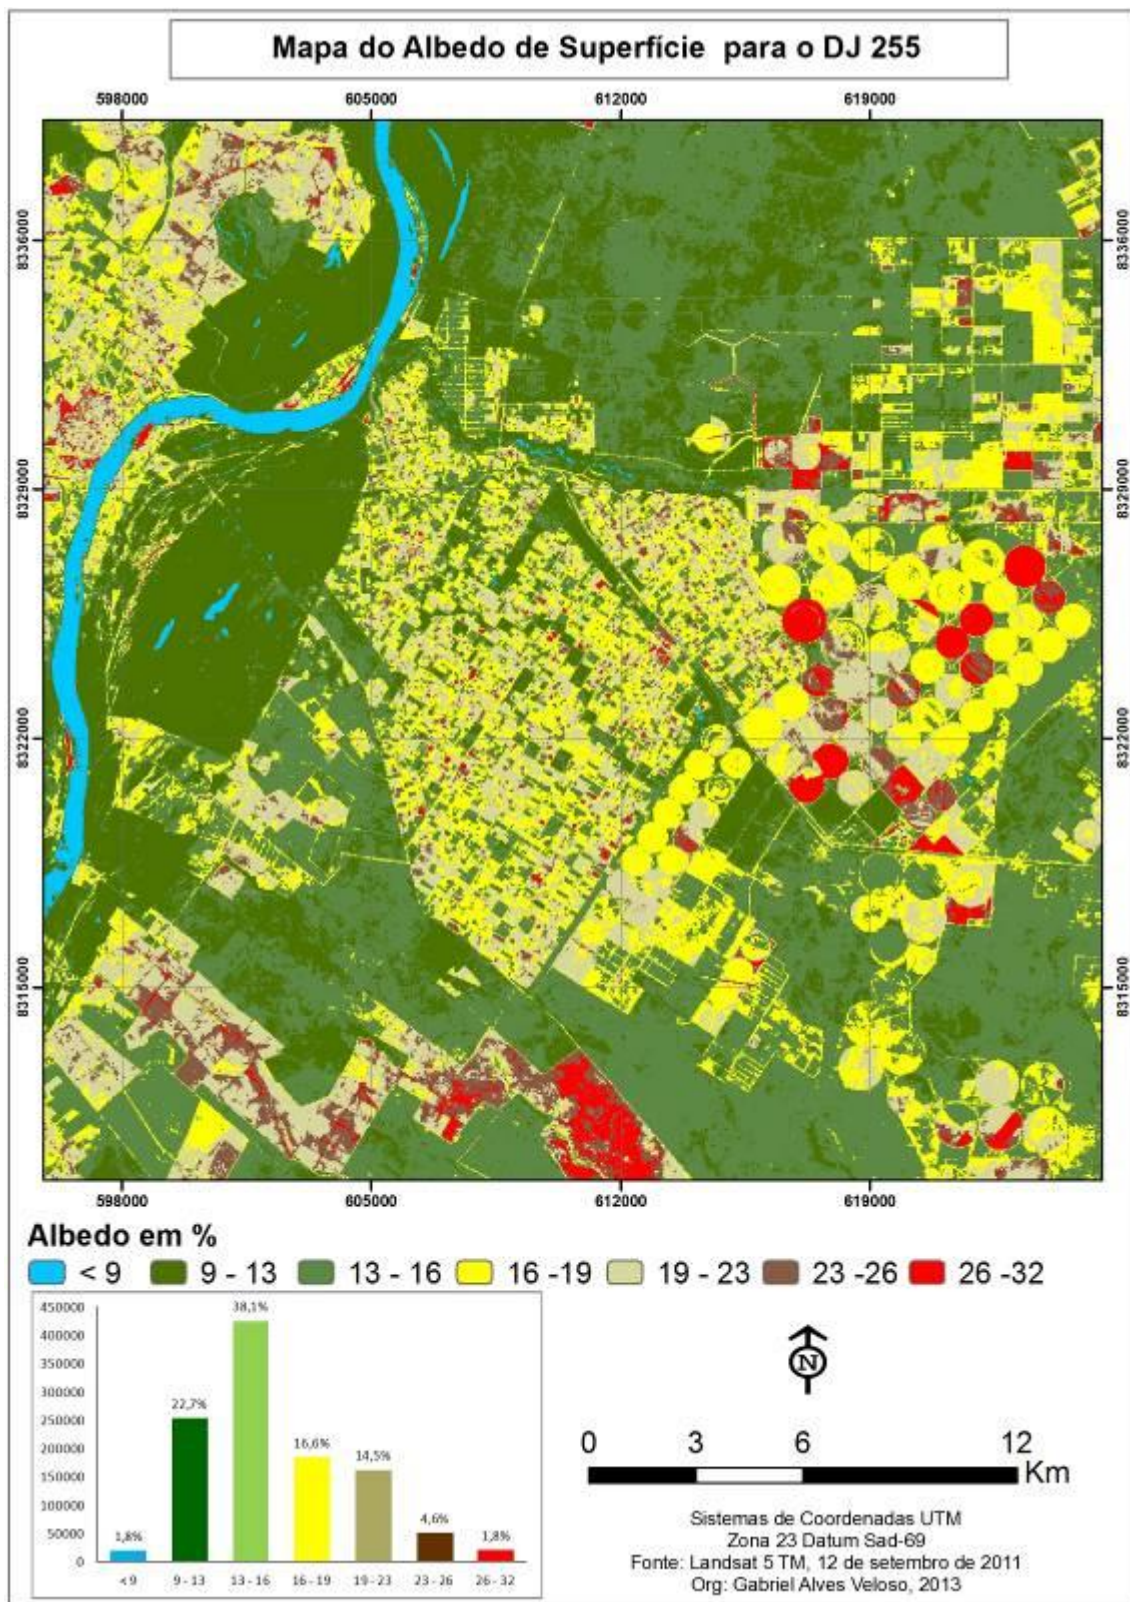 Mapa do Albedo de Superfície para o DJ 255
598000 605000 612000 619000
8336000 8336000
8329000 8329000
8322000 8322000
8315000 8315000
598000 605000 612000 619000
Albedo em %
< 9 9 - 13 13 - 16 16 -19 19 - 23 23 -26 26 -32
450000
400000
350000
300000
250000
200000
150000
100000
50000
0
1,8% 22,7% 38,1% 16,6% 14,5% 4,6% 1,8%
< 9 9 - 13 13 - 16 16 - 19 19 - 23 23 - 26 26 - 32
N
0 3 6 12
Km
Sistemas de Coordenadas UTM
Zona 23 Datum Sad-69
Fonte: Landsat 5 TM, 12 de setembro de 2011
Org: Gabriel Alves Veloso, 2013